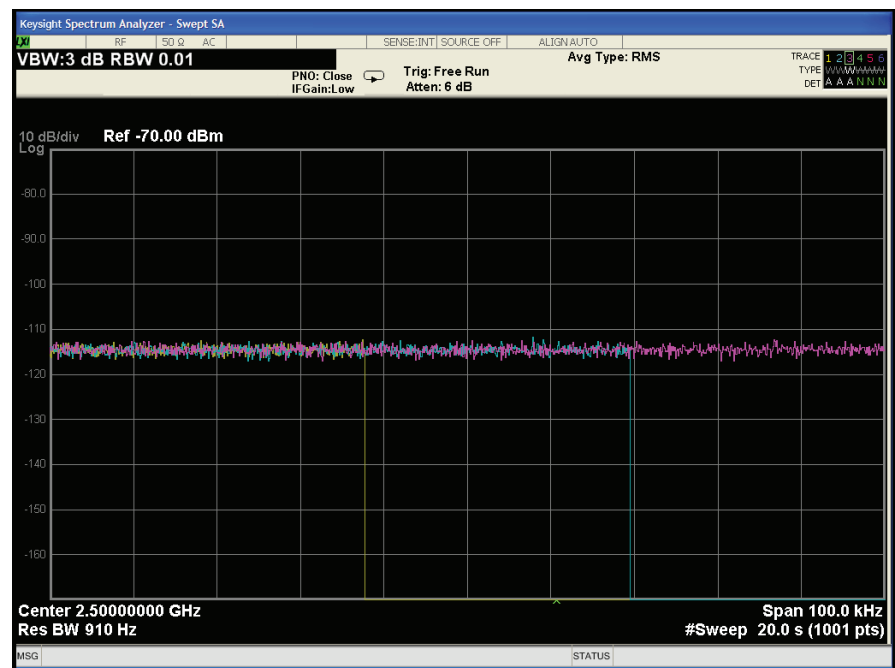 Keysight Spectrum Analyzer - Swept SA
LXI RF 50 Ω AC SENSE:INT SOURCE OFF ALIGN AUTO
VBW:3 dB RBW 0.01
PNO: Close
IFGain:Low
Trig: Free Run
Atten: 6 dB
Avg Type: RMS
TRACE 1 2 3 4 5 6
TYPE WWWWWW
DET A A A N N N
10 dB/div Ref -70.00 dBm
Log
-80.0
-90.0
-100
-110
-120
-130
-140
-150
-160
Center 2.50000000 GHz Span 100.0 kHz
Res BW 910 Hz #Sweep 20.0 s (1001 pts)
MSG STATUS